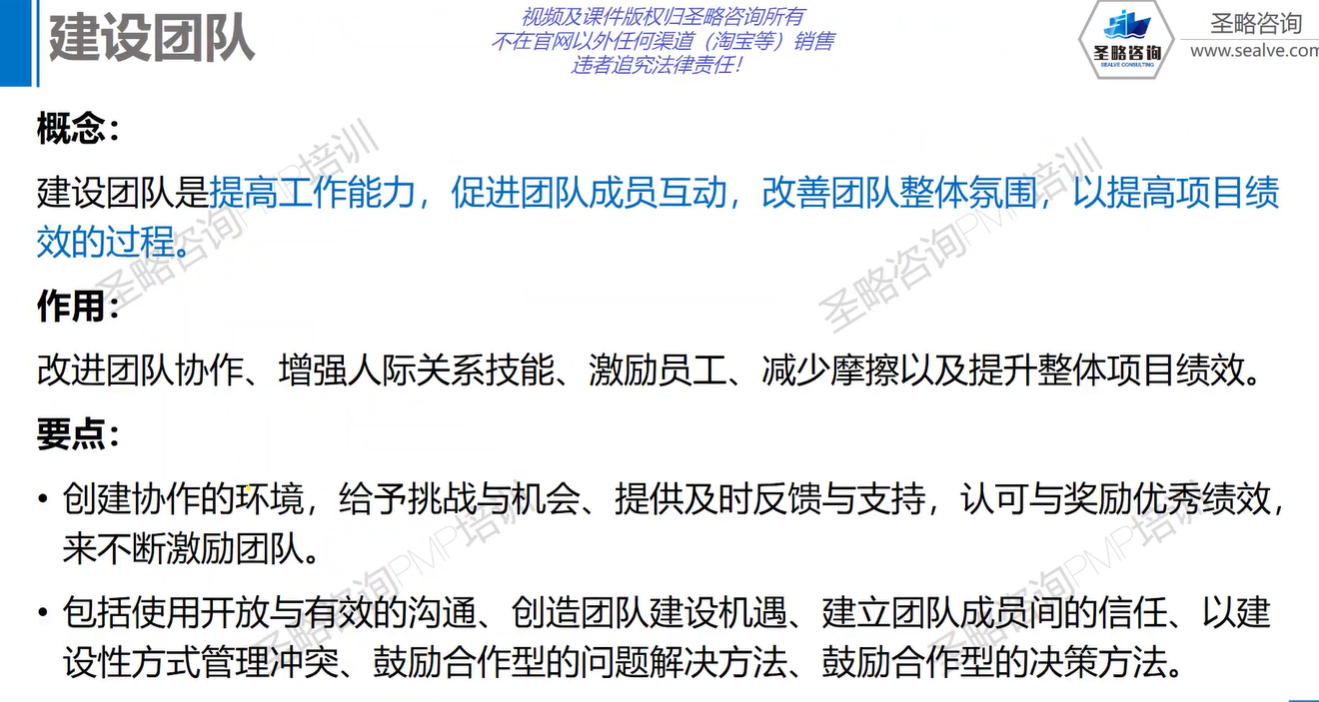 建设团队
视频及课件版权归圣略咨询所有
不在官网以外任何渠道（淘宝等）销售
违者追究法律责任！
圣略咨询
SEALVE CONSULTING
圣略咨询
www.sealve.com
概念：
建设团队是提高工作能力，促进团队成员互动，改善团队整体氛围，以提高项目绩
效的过程。
作用：
改进团队协作、增强人际关系技能、激励员工、减少摩擦以及提升整体项目绩效。
要点：
• 创建协作的环境，给予挑战与机会、提供及时反馈与支持，认可与奖励优秀绩效，
来不断激励团队。
• 包括使用开放与有效的沟通、创造团队建设机遇、建立团队成员间的信任、以建
设性方式管理冲突、鼓励合作型的问题解决方法、鼓励合作型的决策方法。
圣略咨询PMP培训
圣略咨询PMP培训
圣略咨询PMP培训
圣略咨询PMP培训